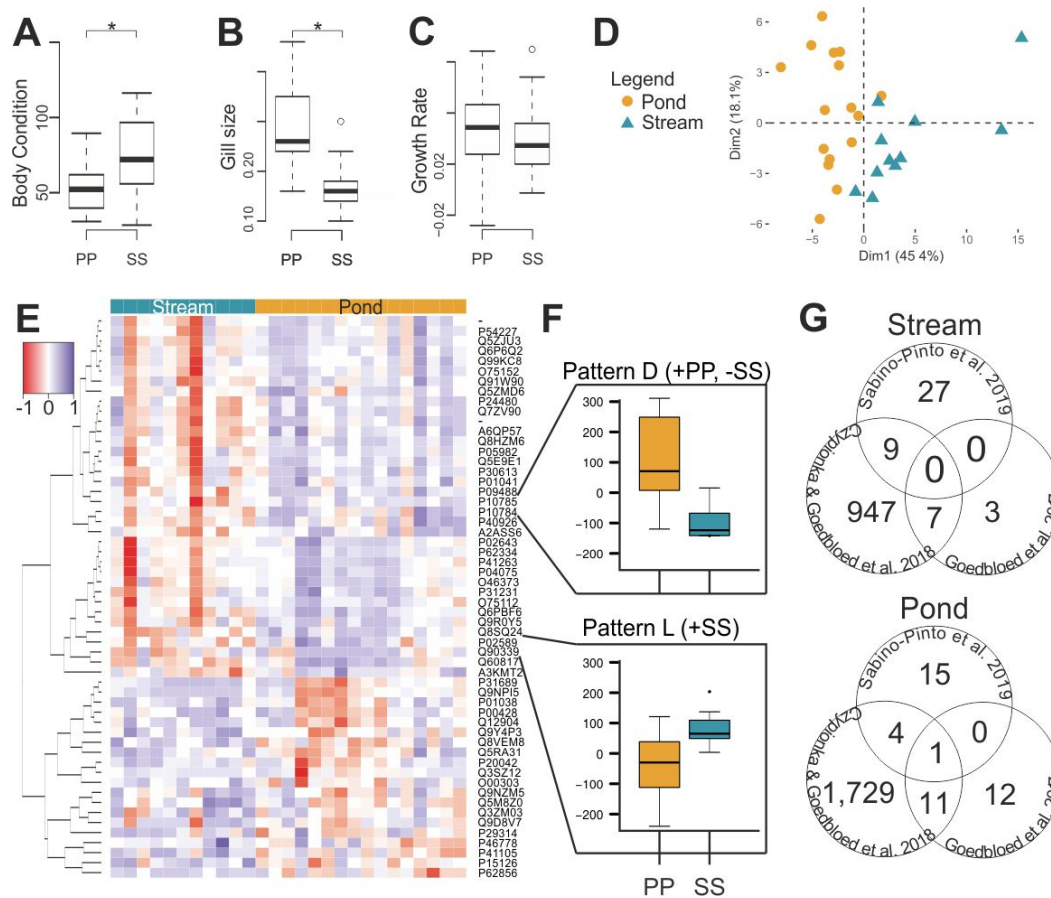 A
*
Body Condition
100
50
PP
SS
B
*
Gill size
0.20
0.10
PP
SS
C
Growth Rate
0.02
−0.02
PP
SS
D
Legend
Pond
Stream
Dim2 (18.1%)
6
3
0
−3
−6
−5
0
5
10
15
Dim1 (45 4%)
E
-1
0
1
Stream
Pond
-
P54227
Q5ZJU3
Q6P6Q2
Q99KC8
O75152
Q91W90
Q5ZMD6
P24480
Q7ZV90
-
A6QP57
Q8HZM6
P05982
Q5E9E1
P30613
P01041
P09488
P10785
P10784
P40926
A2ASS6
P02643
P62334
P41263
P04075
O46373
P31231
O75112
Q6PBF6
Q9R0Y5
Q8SQ24
P02589
Q90339
Q60817
A3KMT2
P31689
Q9NPI5
P01038
P00428
Q12904
Q9Y4P3
Q8VEM8
Q5RA31
P20042
Q3SZ12
O00303
Q9NZM5
Q5M8Z0
Q3ZM03
Q9D8V7
P29314
P46778
P41105
P15126
P62856
F
Pattern D (+PP, -SS)
300
200
100
0
−100
−200
Pattern L (+SS)
300
200
100
0
−100
−200
PP
SS
G
Stream
Sabino-Pinto et al. 2019
27
9
0
0
947
7
3
Czypionka & Goedbloed et al. 2018
Pond
Sabino-Pinto et al. 2019
15
4
1
0
1,729
11
12
Czypionka & Goedbloed et al. 2018